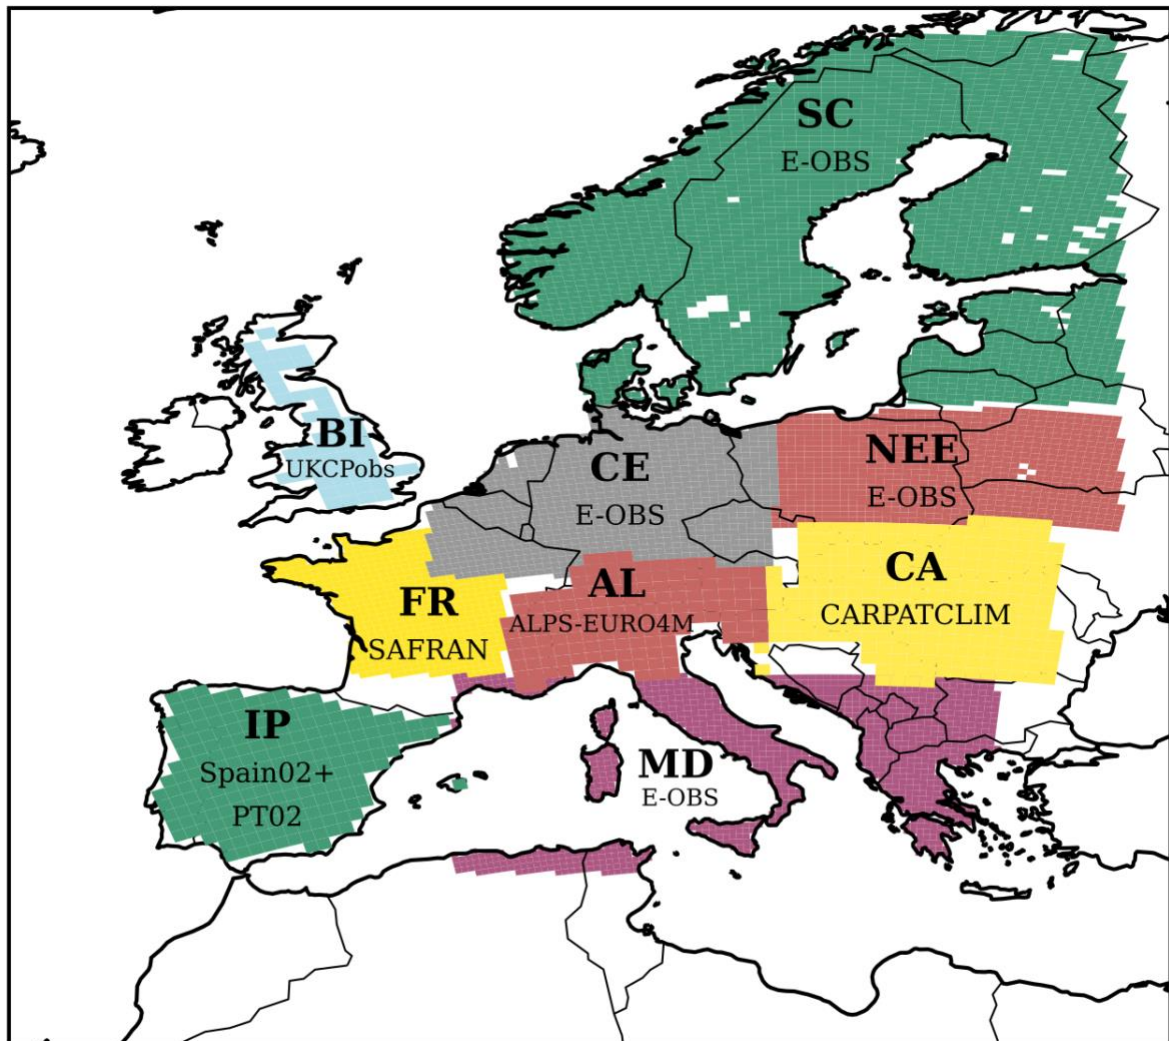 SC
E-OBS
BI
UKCPobs
CE
E-OBS
NEE
E-OBS
FR
SAFRAN
AL
ALPS-EURO4M
CA
CARPATCLIM
IP
Spain02+
PT02
MD
E-OBS